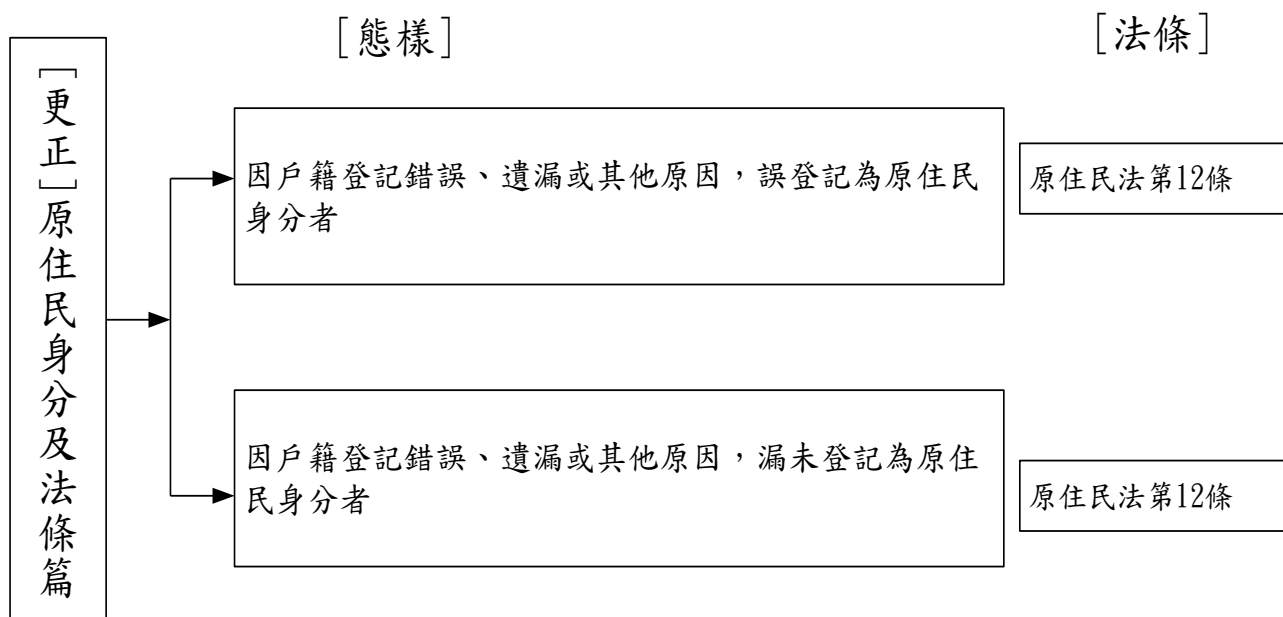 [態樣]
[法條]
[更正]原住民身分及法條篇
因戶籍登記錯誤、遺漏或其他原因，誤登記為原住民
身分者
原住民法第12條
因戶籍登記錯誤、遺漏或其他原因，漏未登記為原住
民身分者
原住民法第12條